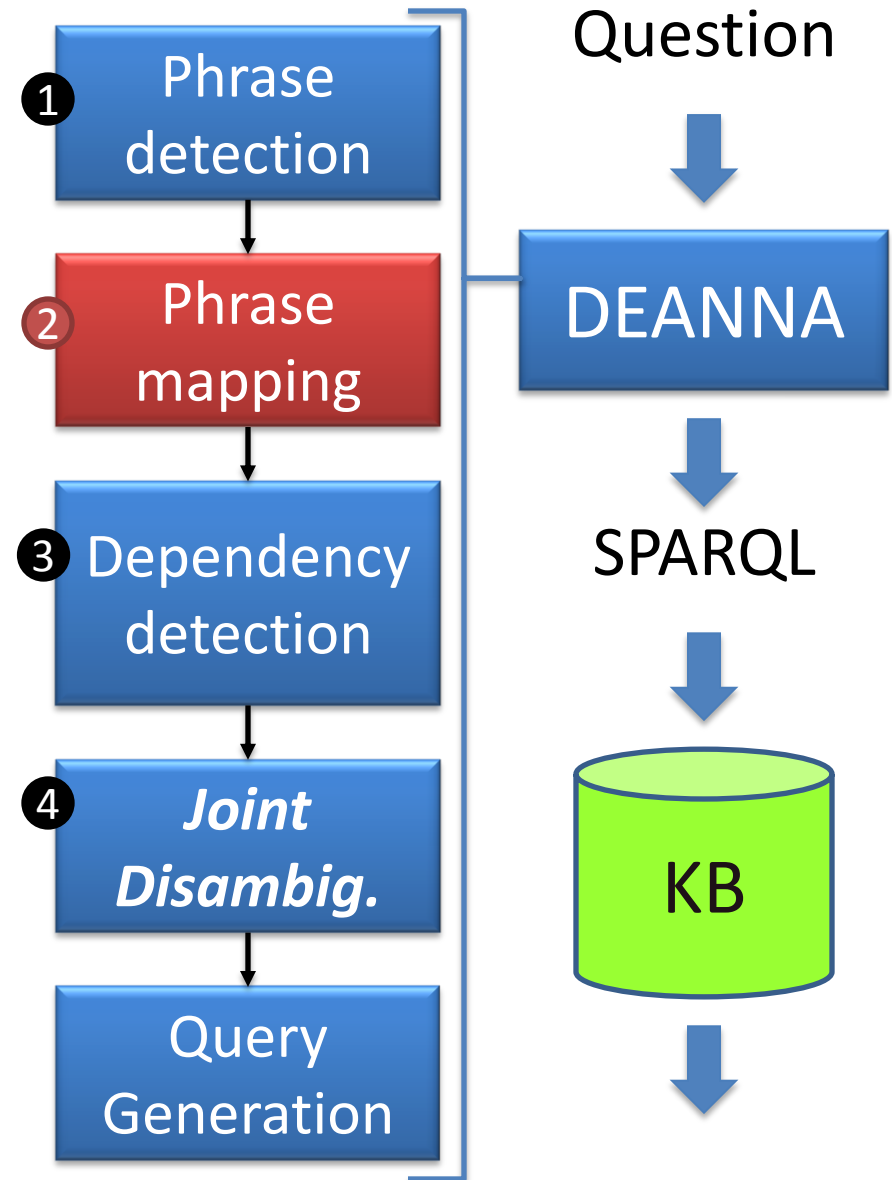 1
Phrase
detection
2
Phrase
mapping
3
Dependency
detection
4
Joint
Disambig.
Query
Generation
Question
DEANNA
SPARQL
KB